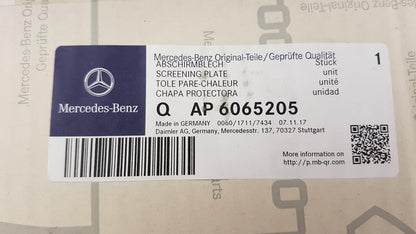 Mercedes-Benz Original-Teile/Geprüfte Qualität
ABSCHIRMBLECH Stück 1
SCREENING PLATE unit
TOLE PARE-CHALEUR unité
CHAPA PROTECTORA unidad
Mercedes-Benz
Q AP 6065205
Made in GERMANY 0060/1711/7434 07.11.17
Daimler AG, Germany, Mercedesstr. 137, 70327 Stuttgart
More information on
http://p.mb-qr.com